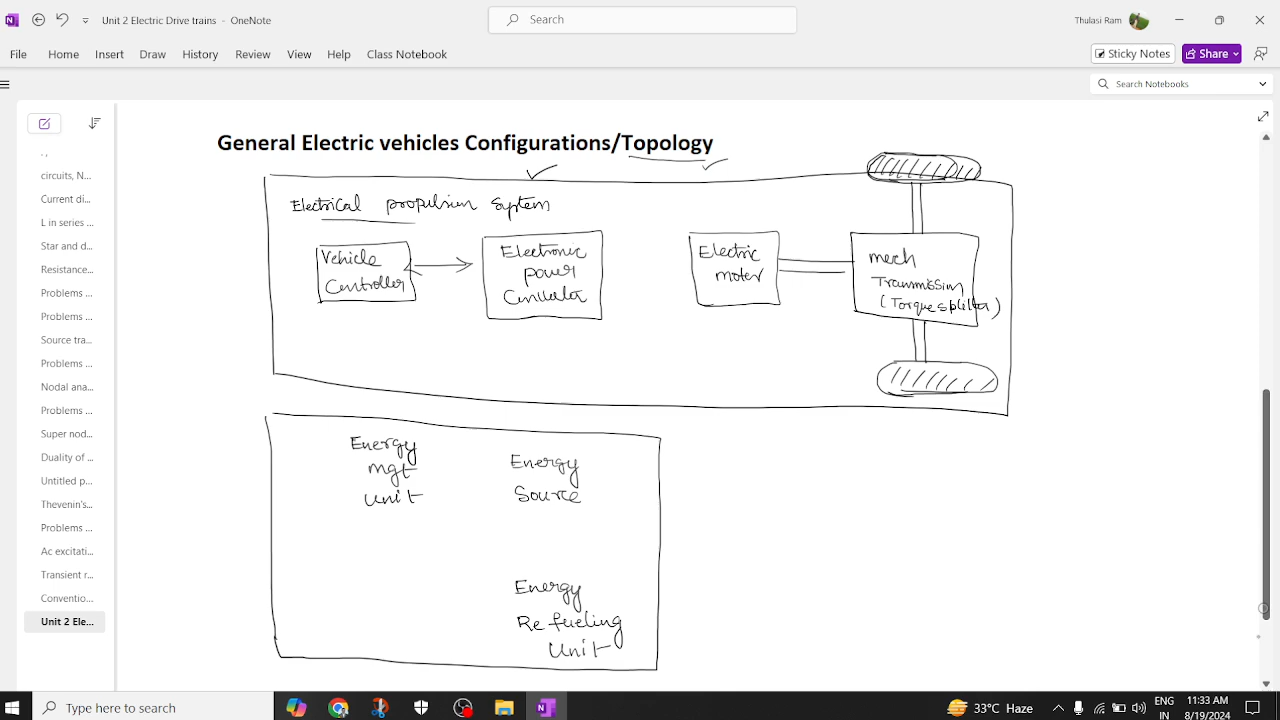 Unit 2 Electric Drive trains - OneNote
Search
Thulasi Ram
File Home Insert Draw History Review View Help Class Notebook
Sticky Notes
Share
Search Notebooks
circuits, N...
Current di...
L in series ...
Star and d...
Resistance...
Problems ...
Problems ...
Source tra...
Problems ...
Nodal ana...
Problems ...
Super nod...
Duality of ...
Untitled p...
Thevenin's...
Problems ...
Ac excitati...
Transient r...
Conventio...
Unit 2 Ele...
General Electric vehicles Configurations/Topology
Electrical propulsion System
Vehicle
Controller
Electronic
power
Electric
motor
mech
Transmission
(Torque splitter)
Energy
mgt
Unit
Energy
Source
Energy
Refueling
Unit
Type here to search
33°C Haze
ENG
IN
11:33 AM
8/19/2024